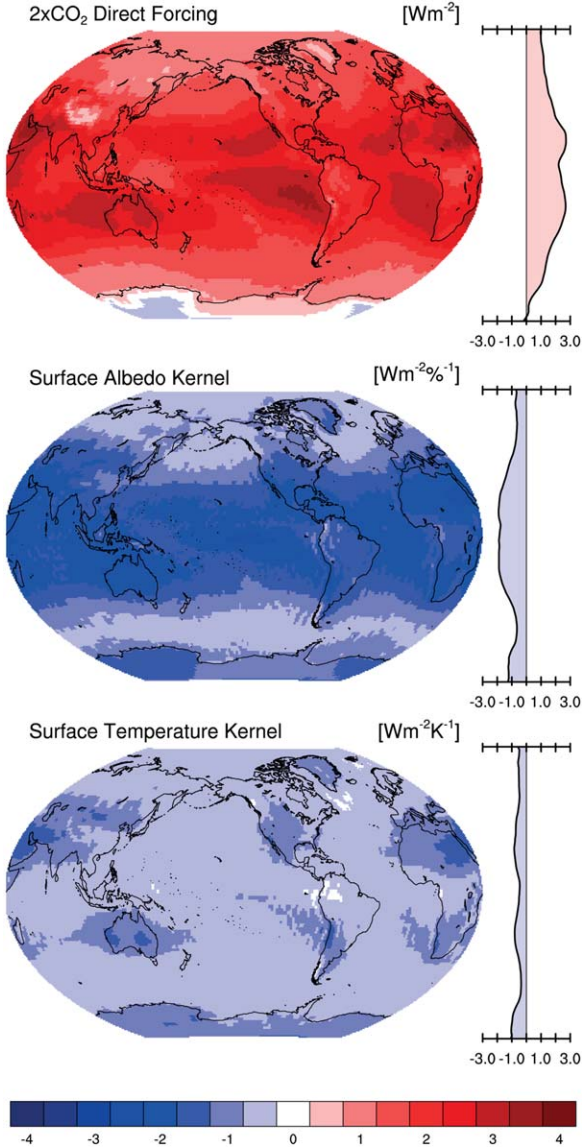 2xCO₂ Direct Forcing [Wm⁻²]
-3.0 -1.0 1.0 3.0
Surface Albedo Kernel [Wm⁻²%⁻¹]
-3.0 -1.0 1.0 3.0
Surface Temperature Kernel [Wm⁻²K⁻¹]
-3.0 -1.0 1.0 3.0
-4 -3 -2 -1 0 1 2 3 4